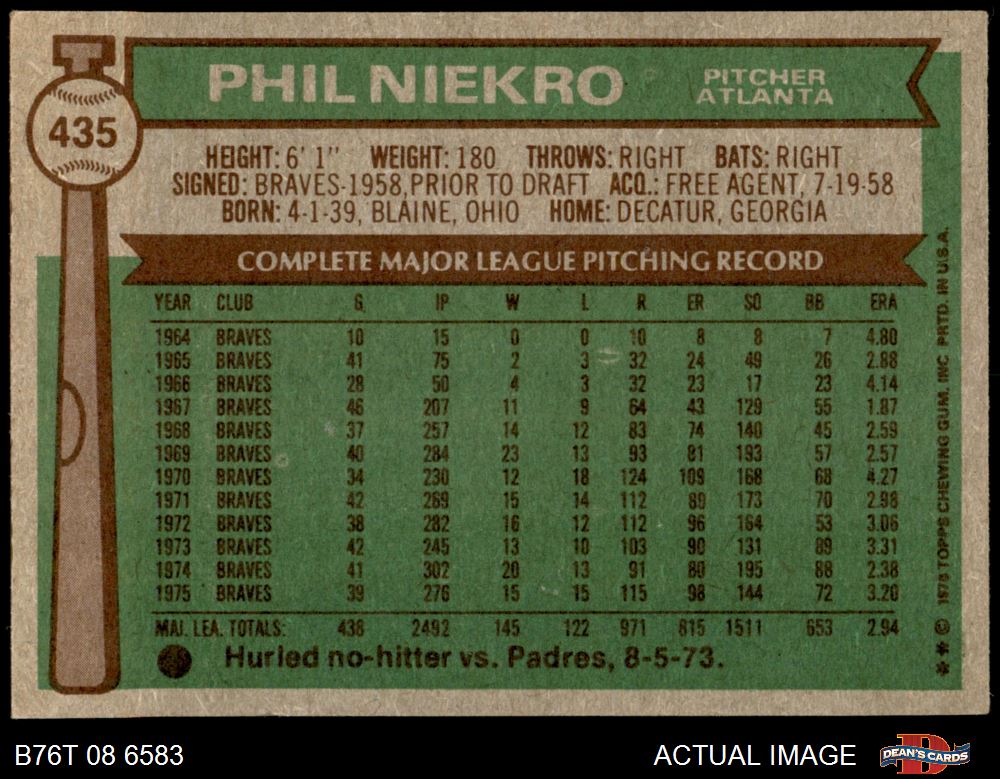 PHIL NIEKRO
PITCHER
ATLANTA
435
HEIGHT: 6' 1" WEIGHT: 180 THROWS: RIGHT BATS: RIGHT
SIGNED: BRAVES-1958, PRIOR TO DRAFT ACQ.: FREE AGENT, 7-19-58
BORN: 4-1-39, BLAINE, OHIO HOME: DECATUR, GEORGIA
COMPLETE MAJOR LEAGUE PITCHING RECORD
YEAR CLUB G IP W L R ER SO BB ERA
1964 BRAVES 10 15 0 0 10 8 8 7 4.80
1965 BRAVES 41 75 2 3 32 24 49 26 2.88
1966 BRAVES 28 50 4 3 32 23 17 23 4.14
1967 BRAVES 46 207 11 9 64 43 129 55 1.87
1968 BRAVES 37 257 14 12 83 74 140 45 2.59
1969 BRAVES 40 284 23 13 93 81 193 57 2.57
1970 BRAVES 34 230 12 18 124 109 168 68 4.27
1971 BRAVES 42 269 15 14 112 89 173 70 2.98
1972 BRAVES 38 282 16 12 112 96 164 53 3.06
1973 BRAVES 42 245 13 10 103 90 131 89 3.31
1974 BRAVES 41 302 20 13 91 80 195 88 2.38
1975 BRAVES 39 276 15 15 115 98 144 72 3.20
MAJ. LEA. TOTALS: 438 2492 145 122 971 815 1511 653 2.94
Hurled no-hitter vs. Padres, 8-5-73.
** © 1976 TOPPS CHEWING GUM, INC PRTD. IN U.S.A.
B76T 08 6583
ACTUAL IMAGE
DEAN'S CARDS